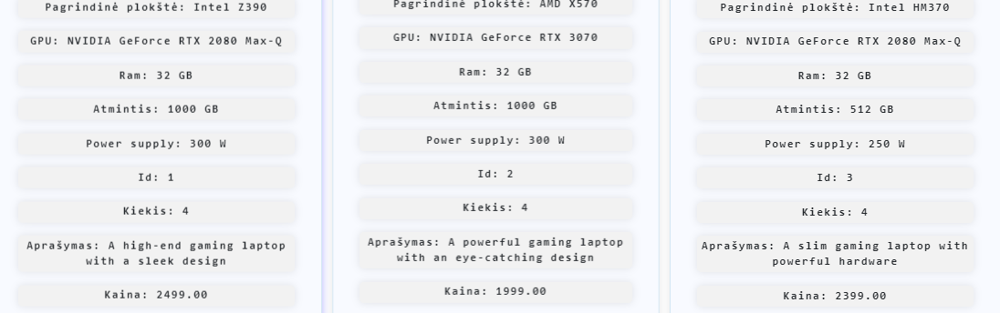 Pagrindinė plokštė: Intel Z390
GPU: NVIDIA GeForce RTX 2080 Max-Q
Ram: 32 GB
Atmintis: 1000 GB
Power supply: 300 W
Id: 1
Kiekis: 4
Aprašymas: A high-end gaming laptop
with a sleek design
Kaina: 2499.00
Pagrindinė plokštė: AMD X570
GPU: NVIDIA GeForce RTX 3070
Ram: 32 GB
Atmintis: 1000 GB
Power supply: 300 W
Id: 2
Kiekis: 4
Aprašymas: A powerful gaming laptop
with an eye-catching design
Kaina: 1999.00
Pagrindinė plokštė: Intel HM370
GPU: NVIDIA GeForce RTX 2080 Max-Q
Ram: 32 GB
Atmintis: 512 GB
Power supply: 250 W
Id: 3
Kiekis: 4
Aprašymas: A slim gaming laptop with
powerful hardware
Kaina: 2399.00